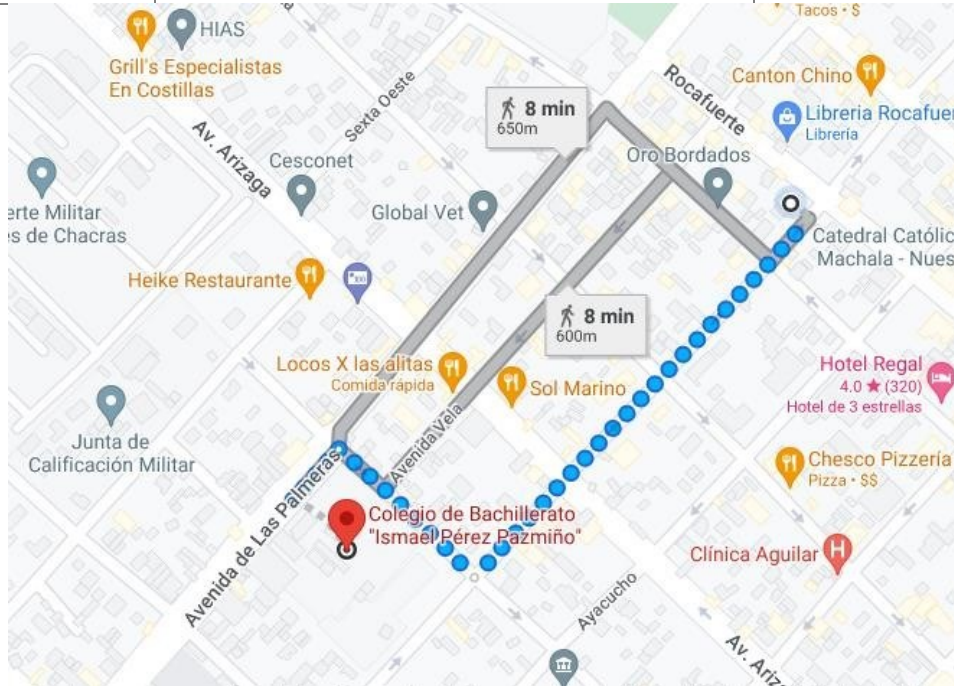 Tacos • $
HIAS
Grill's Especialistas
En Costillas
Rocafuerte
Canton Chino
8 min
650m
Sexta Oeste
Libreria Rocafuer
Librería
Av. Arizaga
Cesconet
Oro Bordados
erte Militar
es de Chacras
Global Vet
Catedral Católic
Machala - Nues
Heike Restaurante
8 min
600m
Locos X las alitas
Comida rápida
Sol Marino
Hotel Regal
4.0 ★ (320)
Hotel de 3 estrellas
Junta de
Calificación Militar
Avenida Vela
Chesco Pizzería
Pizza • $$
Avenida de Las Palmeras
Colegio de Bachillerato
"Ismael Pérez Pazmiño"
Clínica Aguilar
H
Ayacucho
Av. Ariz